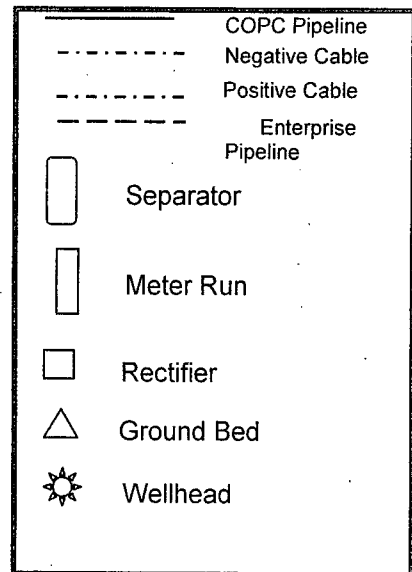 COPC Pipeline
Negative Cable
Positive Cable
Enterprise
Pipeline
Separator
Meter Run
Rectifier
Ground Bed
Wellhead